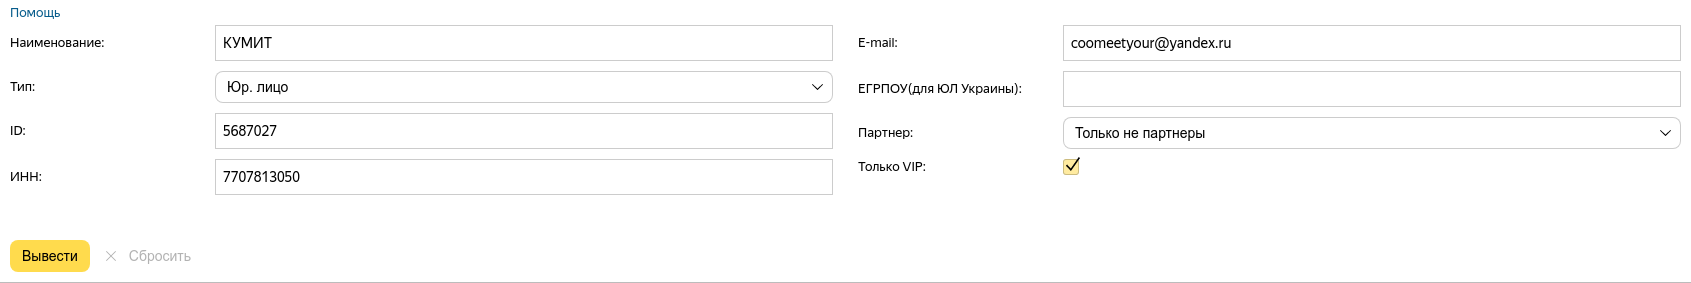 Помощь
Наименование: КУМИТ
Тип: Юр. лицо
ID: 5687027
ИНН: 7707813050
E-mail: coomeetyour@yandex.ru
ЕГРПОУ(для ЮЛ Украины):
Партнер: Только не партнеры
Только VIP:
Вывести Сбросить